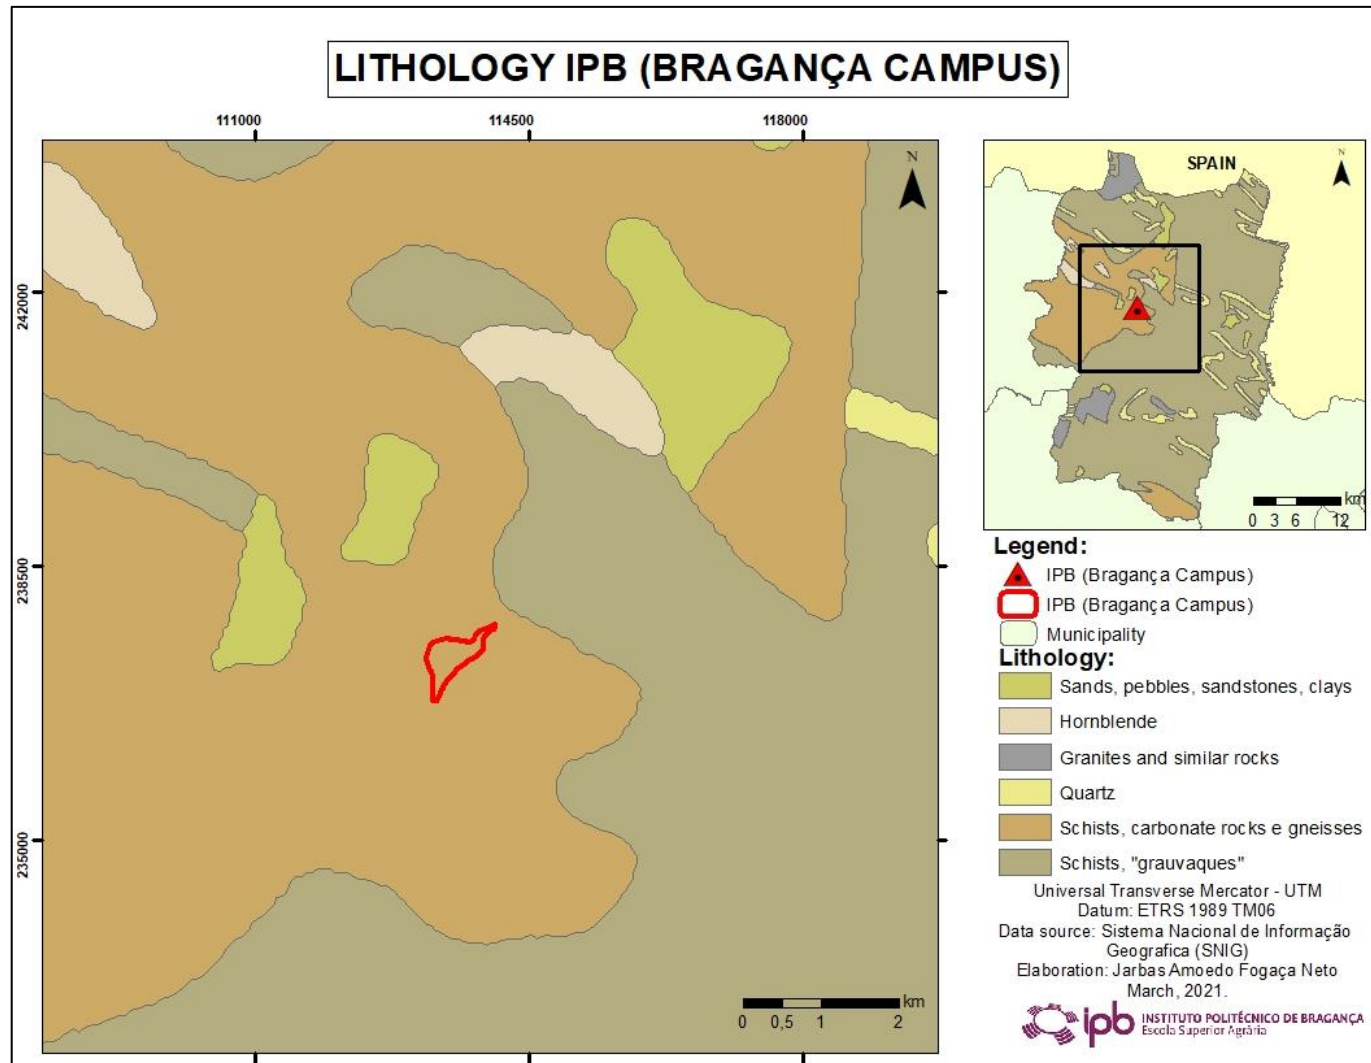 LITHOLOGY IPB (BRAGANÇA CAMPUS)
111000
114500
118000
242000
238500
235000
N
km
0 0,5 1 2
SPAIN
N
km
0 3 6 12
Legend:
IPB (Bragança Campus)
IPB (Bragança Campus)
Municipality
Lithology:
Sands, pebbles, sandstones, clays
Hornblende
Granites and similar rocks
Quartz
Schists, carbonate rocks e gneisses
Schists, "grauvaques"
Universal Transverse Mercator - UTM
Datum: ETRS 1989 TM06
Data source: Sistema Nacional de Informação
Geografica (SNIG)
Elaboration: Jarbas Amoedo Fogaça Neto
March, 2021.
ipb INSTITUTO POLITÉCNICO DE BRAGANÇA
Escola Superior Agrária